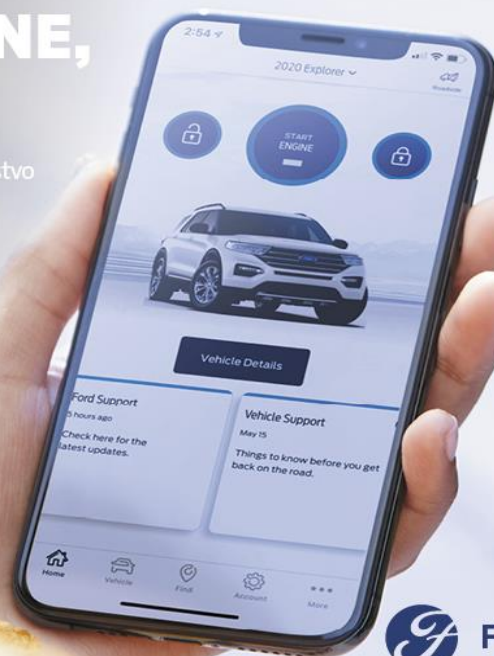 NE,
stvo
2:54
2020 Explorer
Roadside
START
ENGINE
Vehicle Details
Ford Support
5 hours ago
Check here for the
latest updates.
Vehicle Support
May 15
Things to know before you get
back on the road.
Home
Vehicle
Find
Account
More
F